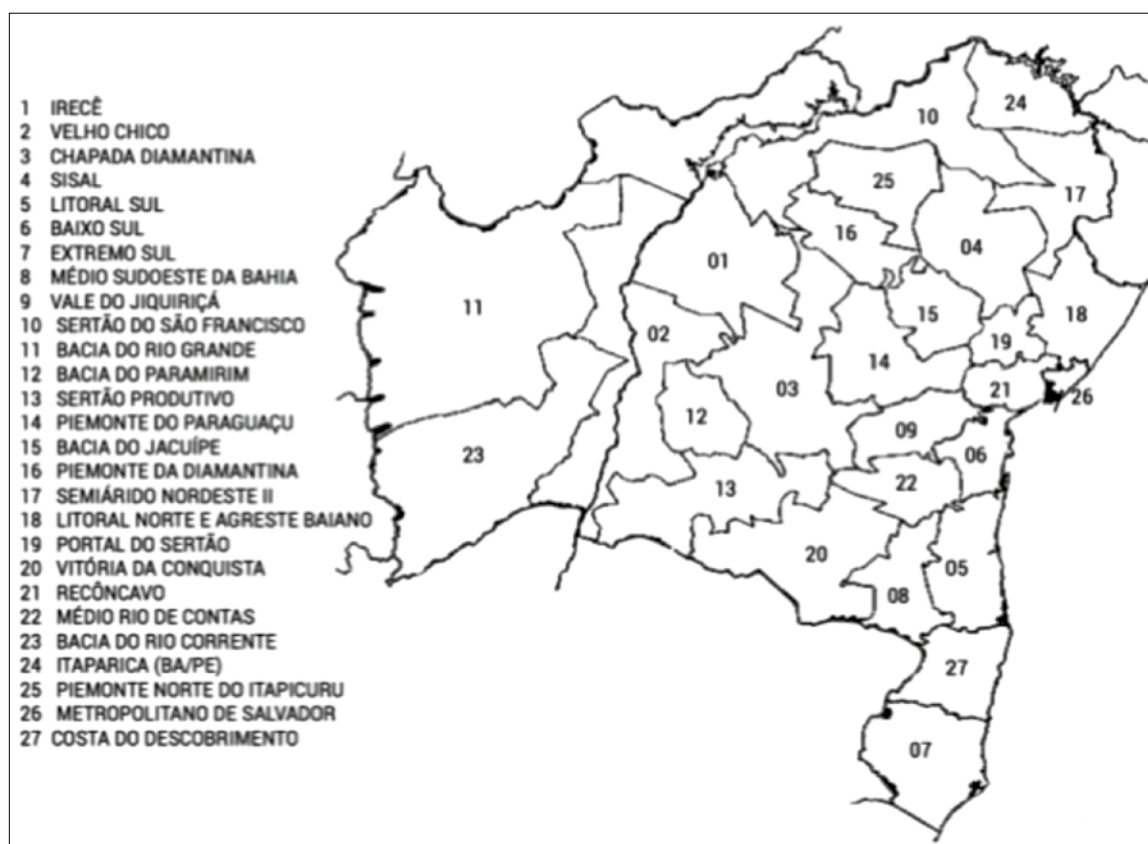 1 IRECÊ
2 VELHO CHICO
3 CHAPADA DIAMANTINA
4 SISAL
5 LITORAL SUL
6 BAIXO SUL
7 EXTREMO SUL
8 MÉDIO SUDOESTE DA BAHIA
9 VALE DO JIQUIRIÇÁ
10 SERTÃO DO SÃO FRANCISCO
11 BACIA DO RIO GRANDE
12 BACIA DO PARAMIRIM
13 SERTÃO PRODUTIVO
14 PIEMONTE DO PARAGUAÇU
15 BACIA DO JACUÍPE
16 PIEMONTE DA DIAMANTINA
17 SEMIÁRIDO NORDESTE II
18 LITORAL NORTE E AGRESTE BAIANO
19 PORTAL DO SERTÃO
20 VITÓRIA DA CONQUISTA
21 RECÔNCAVO
22 MÉDIO RIO DE CONTAS
23 BACIA DO RIO CORRENTE
24 ITAPARICA (BA/PE)
25 PIEMONTE NORTE DO ITAPICURU
26 METROPOLITANO DE SALVADOR
27 COSTA DO DESCOBRIMENTO
24
10
25
17
16
04
01
11
15
18
02
19
14
03
21
26
12
09
23
06
22
13
20
05
08
27
07